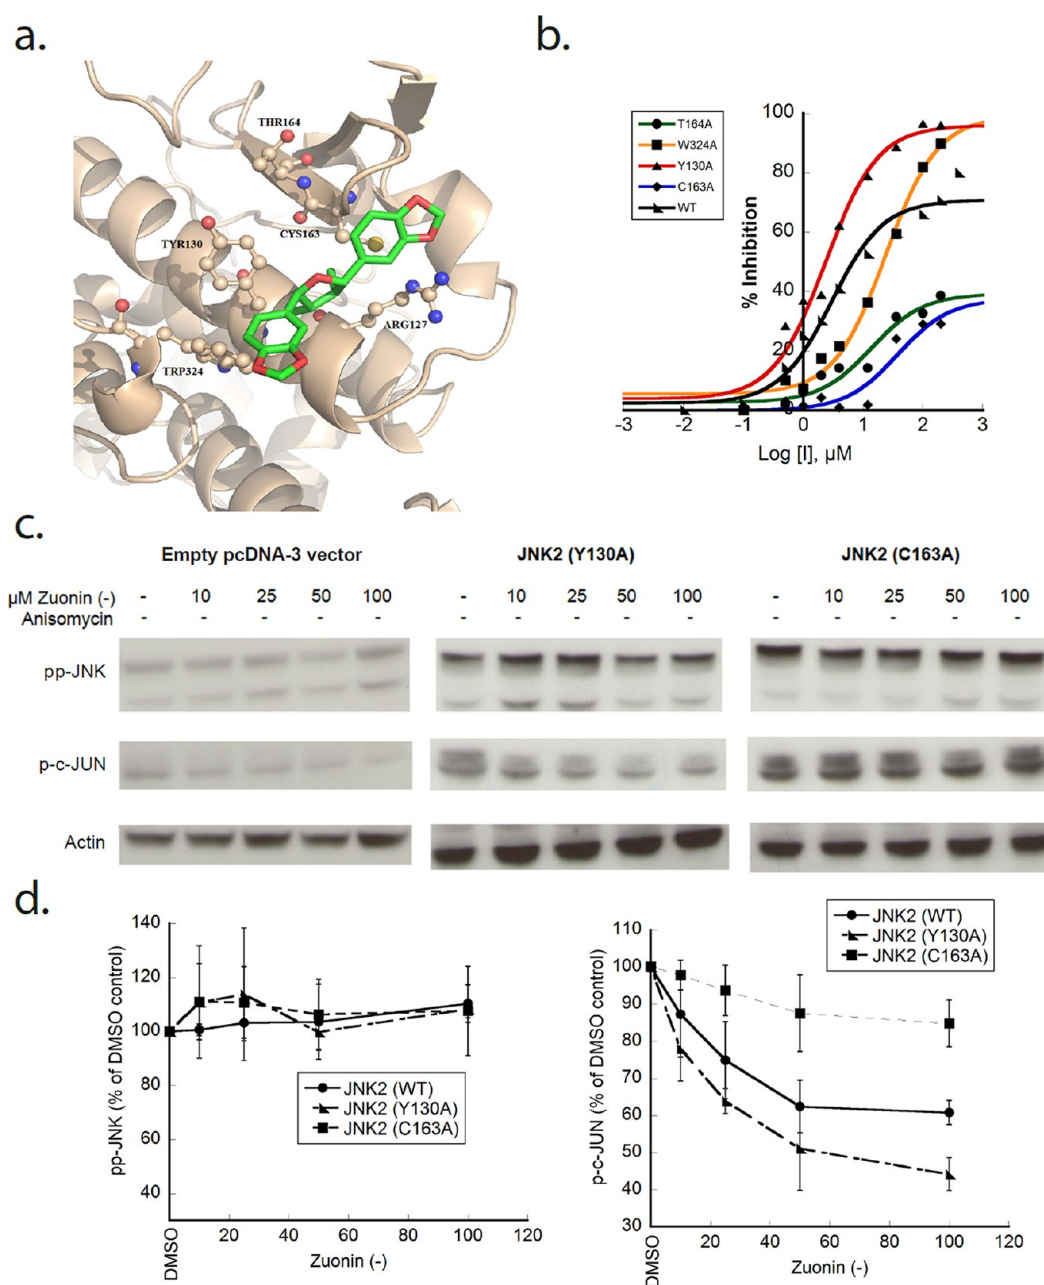 a.
THR164
TYR130
CYS163
ARG127
TRP324
b.
T164A
W324A
Y130A
C163A
WT
% Inhibition
100
80
60
40
20
0
-3 -2 -1 0 1 2 3
Log [I], µM
c.
Empty pcDNA-3 vector JNK2 (Y130A) JNK2 (C163A)
µM Zuonin (-) - 10 25 50 100 - 10 25 50 100 - 10 25 50 100
Anisomycin - - - - - - - - - - - - - - -
pp-JNK
p-c-JUN
Actin
d.
pp-JNK (% of DMSO control)
140
120
100
80
60
40
JNK2 (WT)
JNK2 (Y130A)
JNK2 (C163A)
DMSO 20 40 60 80 100 120
Zuonin (-)
p-c-JUN (% of DMSO control)
110
100
90
80
70
60
50
40
30
JNK2 (WT)
JNK2 (Y130A)
JNK2 (C163A)
DMSO 20 40 60 80 100 120
Zuonin (-)